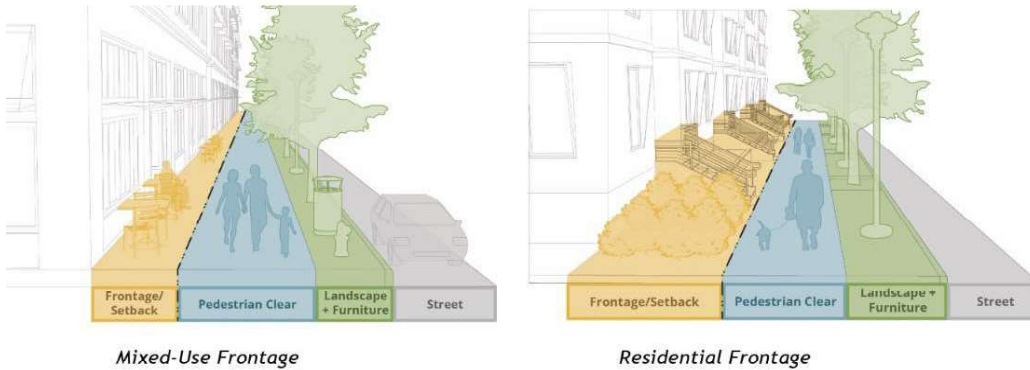 Frontage/
Setback
Pedestrian Clear
Landscape
+ Furniture
Street
Mixed-Use Frontage
Frontage/Setback
Pedestrian Clear
Landscape +
Furniture
Street
Residential Frontage